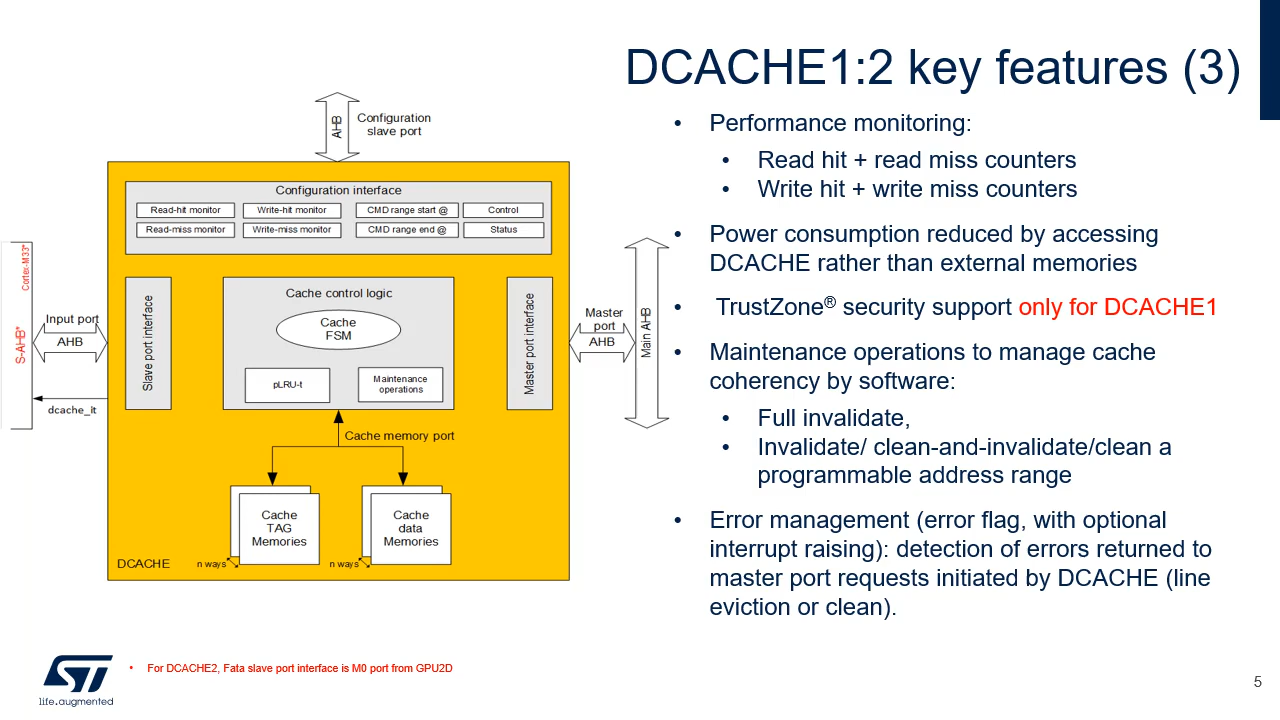 DCACHE1:2 key features (3)
AHB
Configuration
slave port
Configuration interface
Read-hit monitor
Write-hit monitor
CMD range start @
Control
Read-miss monitor
Write-miss monitor
CMD range end @
Status
Cortex-M33*
S-AHB*
Input port
AHB
dcache_it
Slave port interface
Cache control logic
Cache
FSM
pLRU-t
Maintenance
operations
Master port interface
Master
port
AHB
Main AHB
Cache memory port
Cache
TAG
Memories
n ways
Cache
data
Memories
n ways
DCACHE
• Performance monitoring:
• Read hit + read miss counters
• Write hit + write miss counters
• Power consumption reduced by accessing
DCACHE rather than external memories
• TrustZone® security support only for DCACHE1
• Maintenance operations to manage cache
coherency by software:
• Full invalidate,
• Invalidate/ clean-and-invalidate/clean a
programmable address range
• Error management (error flag, with optional
interrupt raising): detection of errors returned to
master port requests initiated by DCACHE (line
eviction or clean).
• For DCACHE2, Fata slave port interface is M0 port from GPU2D
ST
life.augmented
5